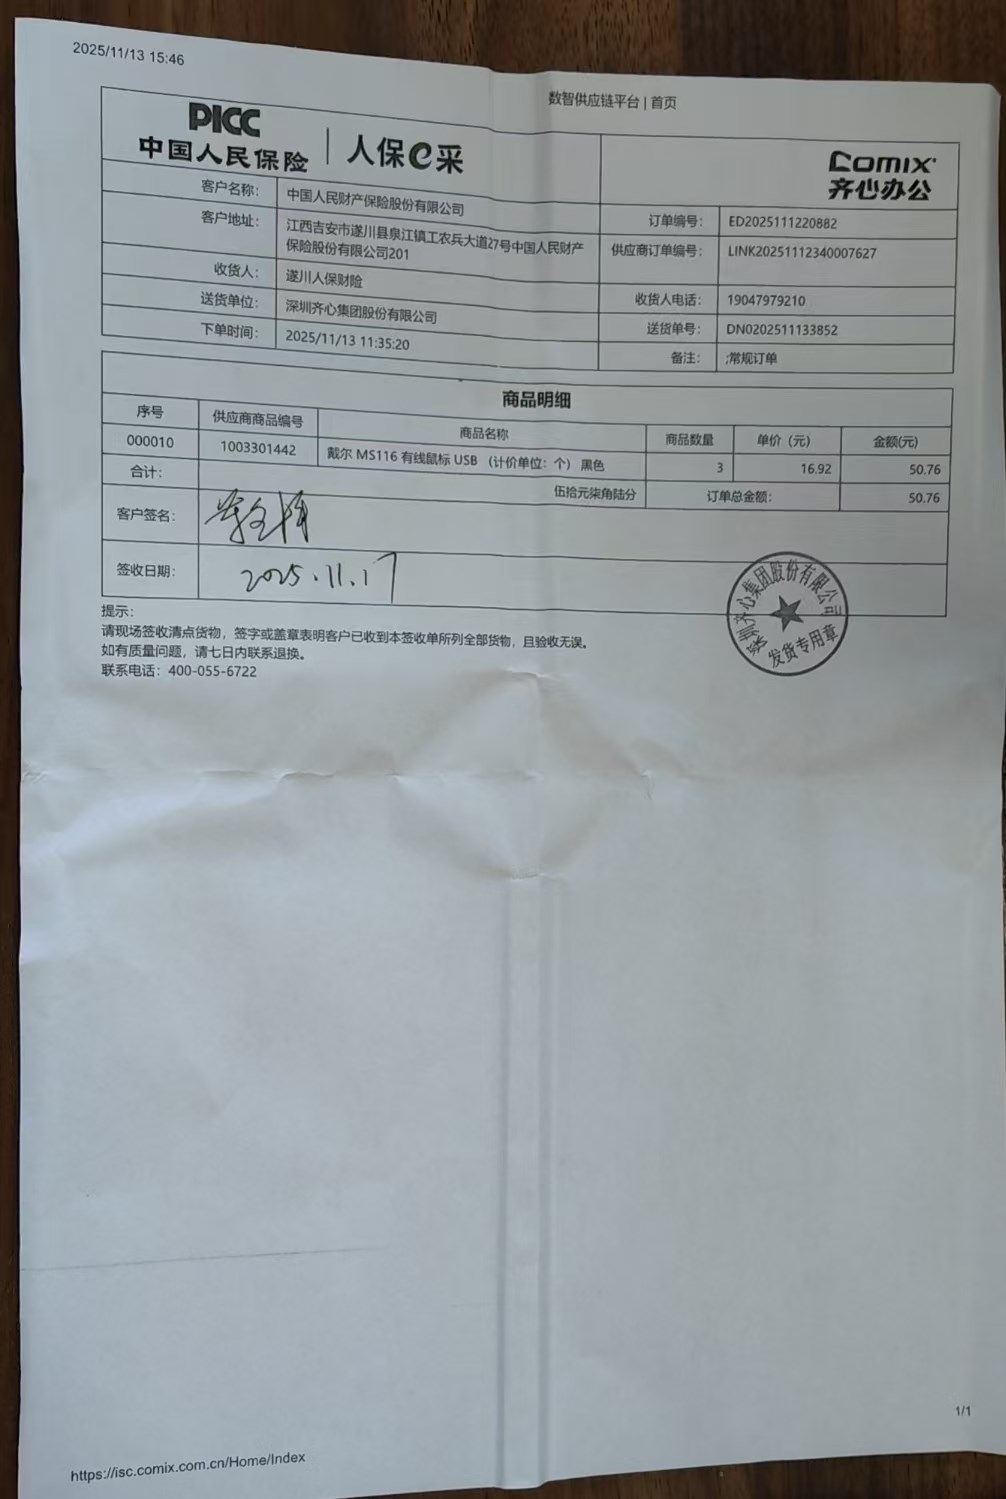 2025/11/13 15:46
数智供应链平台 | 首页
PICC
中国人民保险 | 人保e采
Comix
齐心办公
客户名称： 中国人民财产保险股份有限公司
订单编号： ED2025111220882
客户地址： 江西吉安市遂川县泉江镇工农兵大道27号中国人民财产
保险股份有限公司201
供应商订单编号： LINK20251112340007627
收货人： 遂川人保财险
收货人电话： 19047979210
送货单位： 深圳齐心集团股份有限公司
送货单号： DN0202511133852
下单时间： 2025/11/13 11:35:20
备注： ;常规订单
商品明细
序号 供应商商品编号 商品名称 商品数量 单价（元） 金额(元)
000010 1003301442 戴尔 MS116 有线鼠标 USB （计价单位：个） 黑色 3 16.92 50.76
合计： 伍拾元柒角陆分 订单总金额： 50.76
客户签名：
签收日期： 2025.11.17
深圳齐心集团股份有限公司
发货专用章
提示：
请现场签收清点货物，签字或盖章表明客户已收到本签收单所列全部货物，且验收无误。
如有质量问题，请七日内联系退换。
联系电话：400-055-6722
1/1
https://isc.comix.com.cn/Home/Index